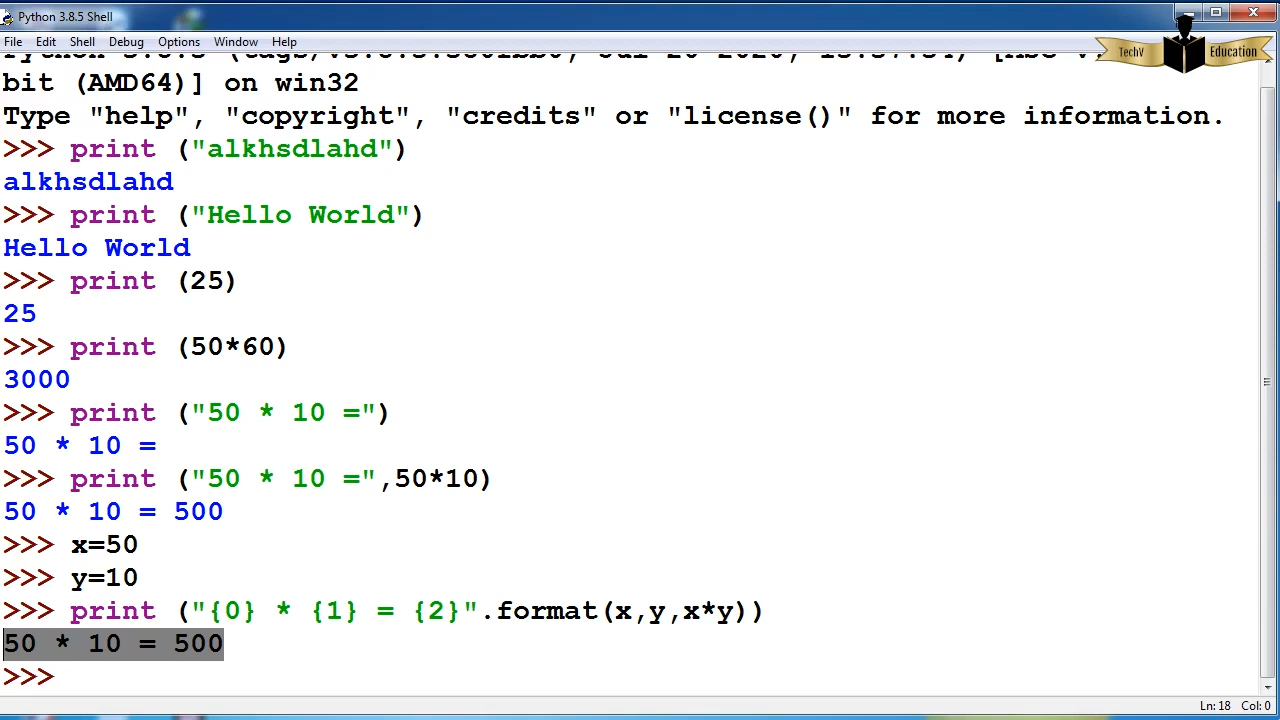 Python 3.8.5 Shell
File Edit Shell Debug Options Window Help
TechV Education
bit (AMD64)] on win32
Type "help", "copyright", "credits" or "license()" for more information.
>>> print ("alkhsdlahd")
alkhsdlahd
>>> print ("Hello World")
Hello World
>>> print (25)
25
>>> print (50*60)
3000
>>> print ("50 * 10 =")
50 * 10 =
>>> print ("50 * 10 =",50*10)
50 * 10 = 500
>>> x=50
>>> y=10
>>> print ("{0} * {1} = {2}".format(x,y,x*y))
50 * 10 = 500
>>>
Ln: 18 Col: 0